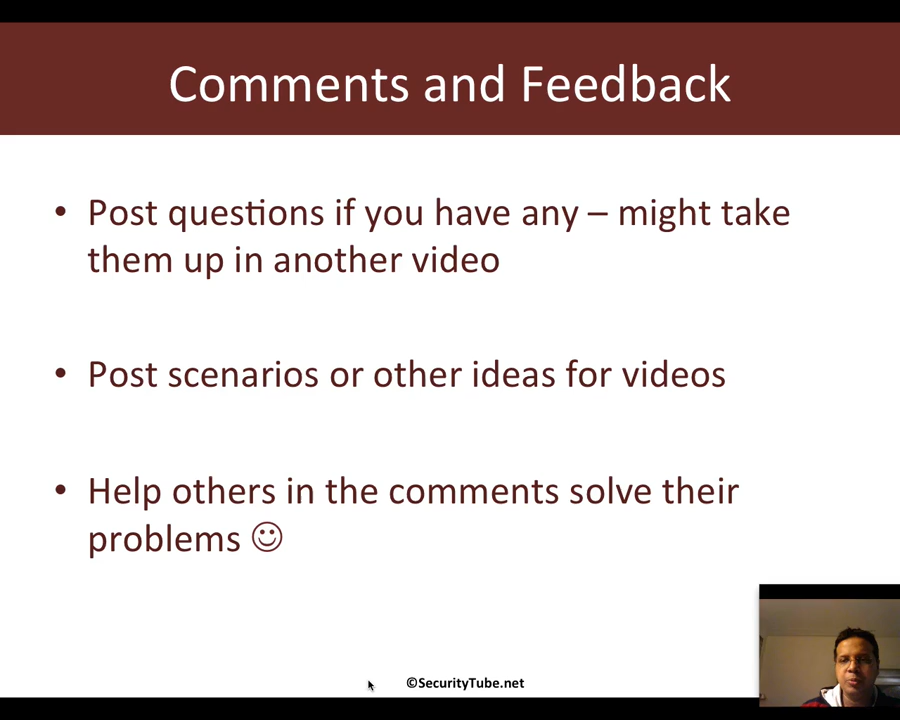 Comments and Feedback
• Post questions if you have any – might take
them up in another video
• Post scenarios or other ideas for videos
• Help others in the comments solve their
problems ☺
©SecurityTube.net